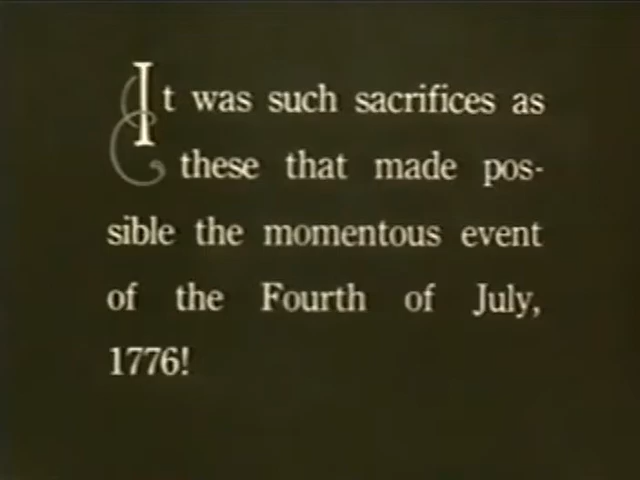 It was such sacrifices as
these that made pos-
sible the momentous event
of the Fourth of July,
1776!